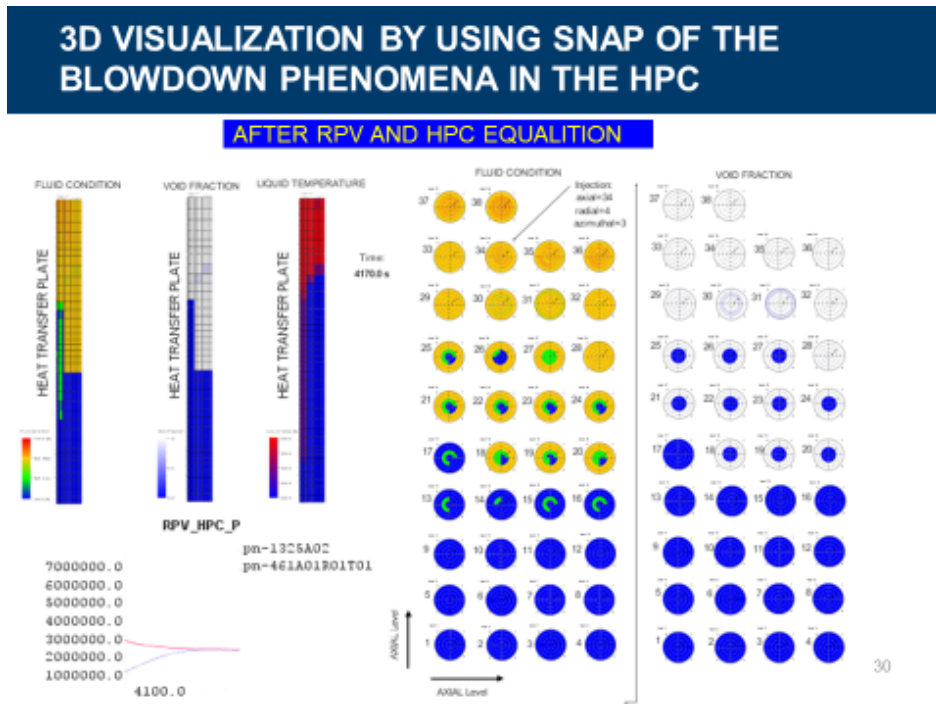 3D VISUALIZATION BY USING SNAP OF THE
BLOWDOWN PHENOMENA IN THE HPC
AFTER RPV AND HPC EQUALITION
FLUID CONDITION
VOID FRACTION
LIQUID TEMPERATURE
HEAT TRANSFER PLATE
HEAT TRANSFER PLATE
HEAT TRANSFER PLATE
Time:
4170.0 s
RPV_HPC_P
pn-1325A02
pn-461A01R01T01
7000000.0
6000000.0
5000000.0
4000000.0
3000000.0
2000000.0
1000000.0
4100.0
FLUID CONDITION
Injection:
axial=34
radial=4
azimuthal=3
37 38
33 34 35 36
29 30 31 32
25 26 27 28
21 22 23 24
17 18 19 20
13 14 15 16
9 10 11 12
5 6 7 8
1 2 3 4
AXIAL Level
AXIAL Level
VOID FRACTION
37 38
33 34 35 36
29 30 31 32
25 26 27 28
21 22 23 24
17 18 19 20
13 14 15 16
9 10 11 12
5 6 7 8
1 2 3 4
30